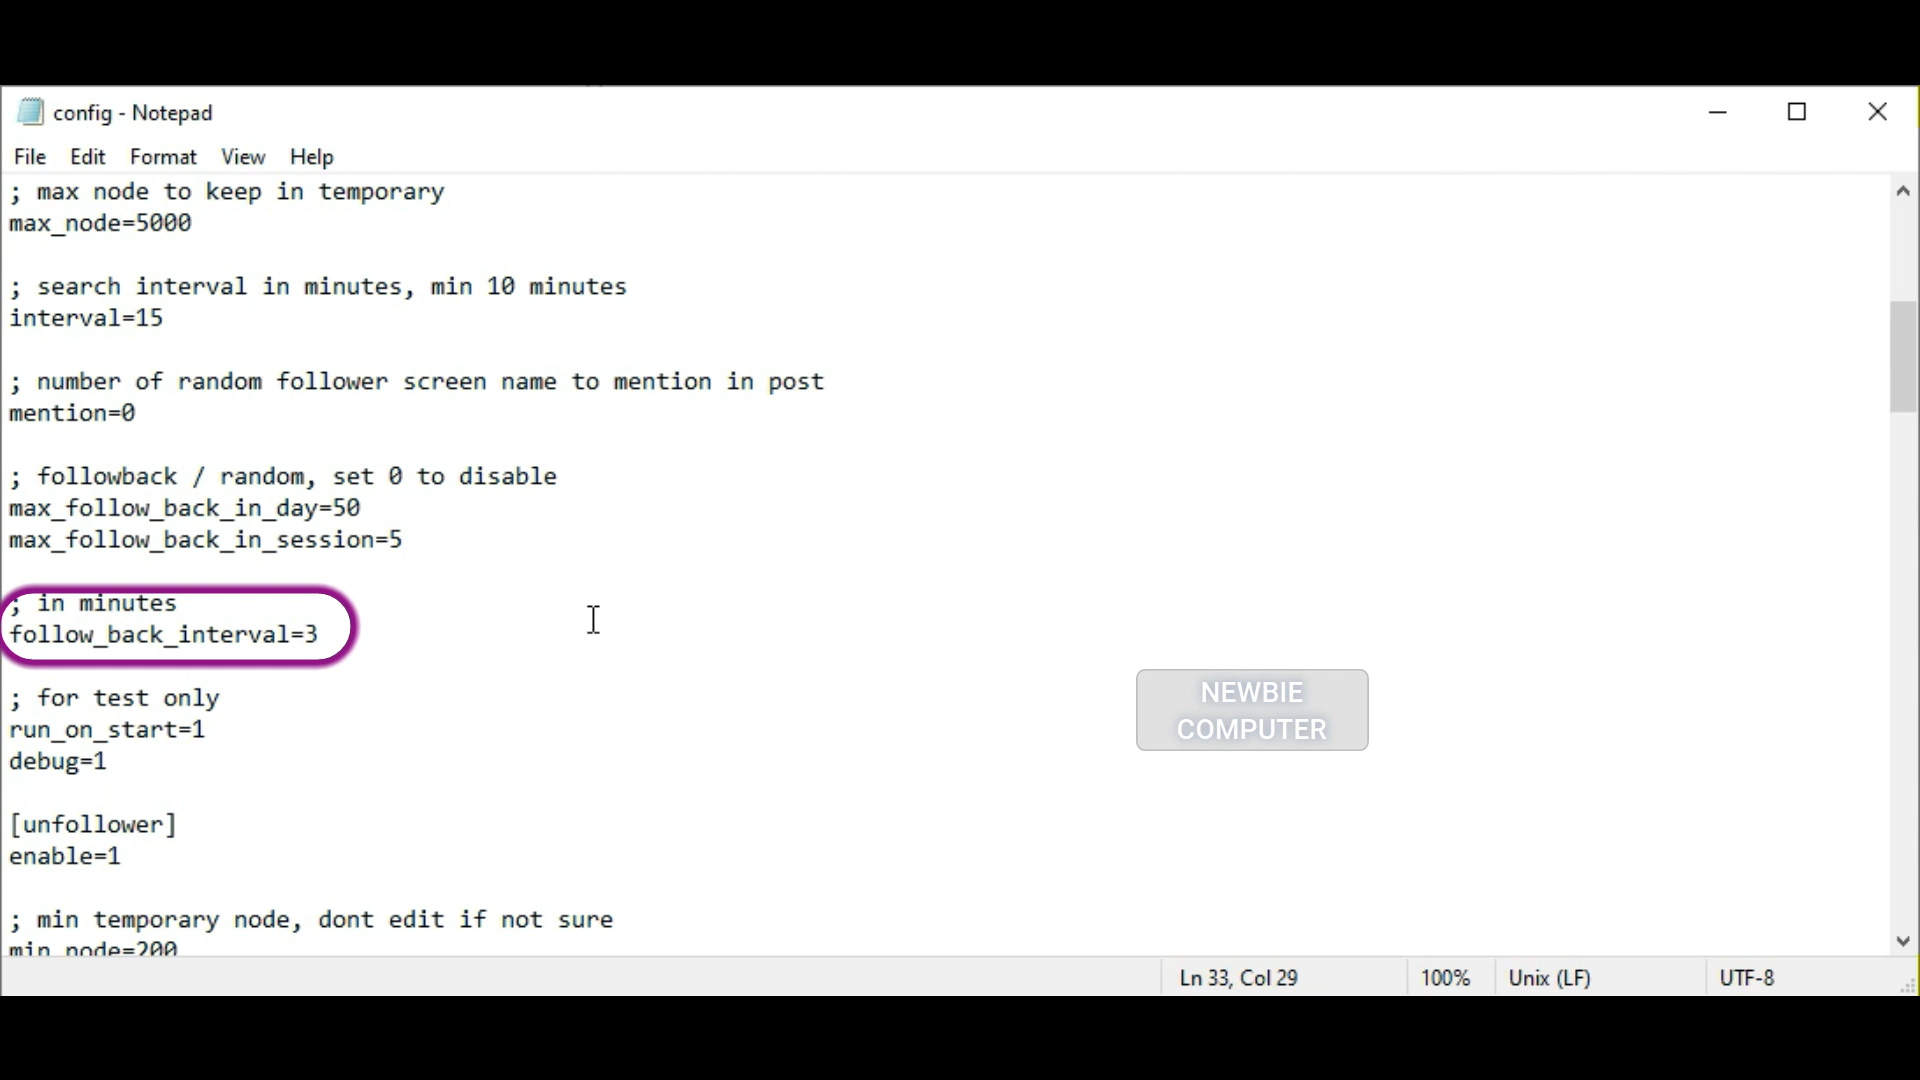 config - Notepad
File Edit Format View Help
; max node to keep in temporary
max_node=5000
; search interval in minutes, min 10 minutes
interval=15
; number of random follower screen name to mention in post
mention=0
; followback / random, set 0 to disable
max_follow_back_in_day=50
max_follow_back_in_session=5
; in minutes
follow_back_interval=3
; for test only
run_on_start=1
debug=1
NEWBIE
COMPUTER
[unfollower]
enable=1
; min temporary node, dont edit if not sure
min_node=200
Ln 33, Col 29 100% Unix (LF) UTF-8